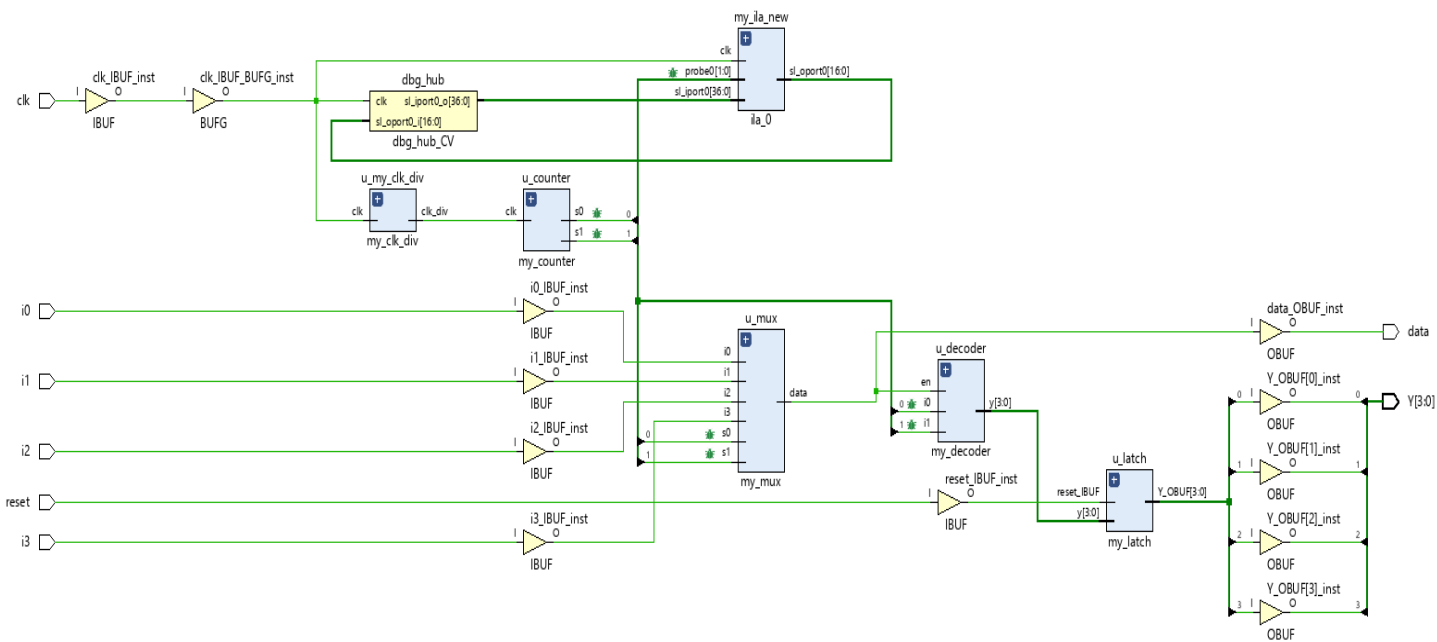 my_ila_new
clk
probe0[1:0]
sl_iport0[36:0]
sl_oport0[16:0]
ila_0
clk
clk_IBUF_inst
I
O
IBUF
clk_IBUF_BUFG_inst
I
O
BUFG
dbg_hub
clk
sl_iport0_o[36:0]
sl_oport0_i[16:0]
dbg_hub_CV
u_my_clk_div
clk
clk_div
my_clk_div
u_counter
clk
s0
0
s1
1
my_counter
i0
i0_IBUF_inst
I
O
IBUF
i1
i1_IBUF_inst
I
O
IBUF
i2
i2_IBUF_inst
I
O
IBUF
reset
reset_IBUF_inst
I
O
IBUF
i3
i3_IBUF_inst
I
O
IBUF
u_mux
i0
i1
i2
i3
0
s0
1
s1
data
my_mux
u_decoder
en
0
i0
1
i1
y[3:0]
my_decoder
u_latch
reset_IBUF
y[3:0]
Y_OBUF[3:0]
my_latch
data_OBUF_inst
I
O
OBUF
data
Y_OBUF[0]_inst
0
I
O
0
OBUF
Y[3:0]
Y_OBUF[1]_inst
1
I
O
1
OBUF
Y_OBUF[2]_inst
2
I
O
2
OBUF
Y_OBUF[3]_inst
3
I
O
3
OBUF